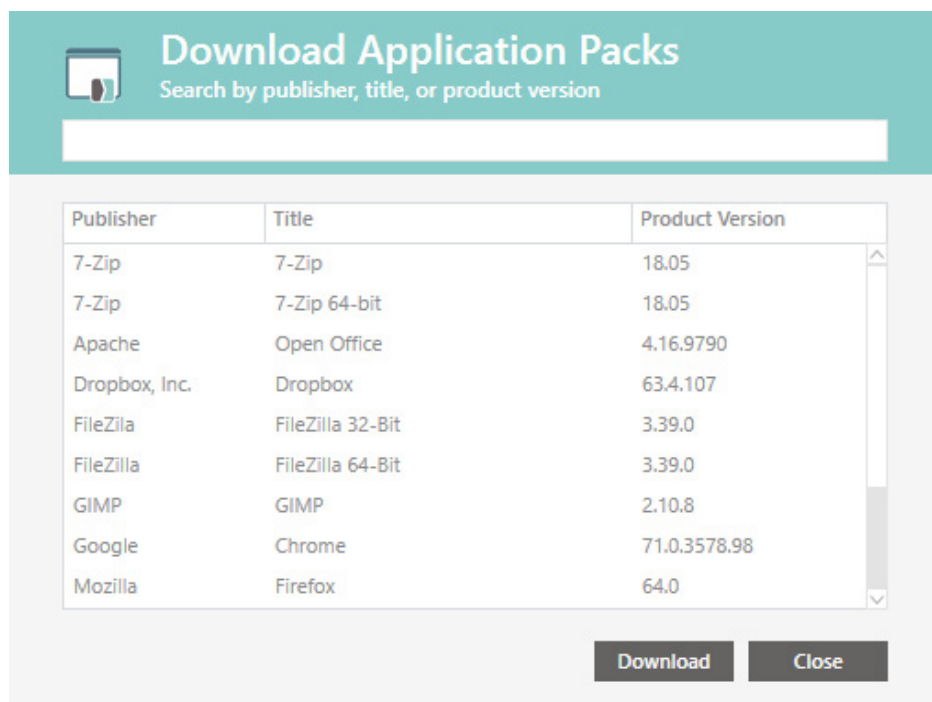 Download Application Packs
Search by publisher, title, or product version
Publisher Title Product Version
7-Zip 7-Zip 18.05
7-Zip 7-Zip 64-bit 18.05
Apache Open Office 4.16.9790
Dropbox, Inc. Dropbox 63.4.107
FileZila FileZilla 32-Bit 3.39.0
FileZilla FileZilla 64-Bit 3.39.0
GIMP GIMP 2.10.8
Google Chrome 71.0.3578.98
Mozilla Firefox 64.0
Download Close